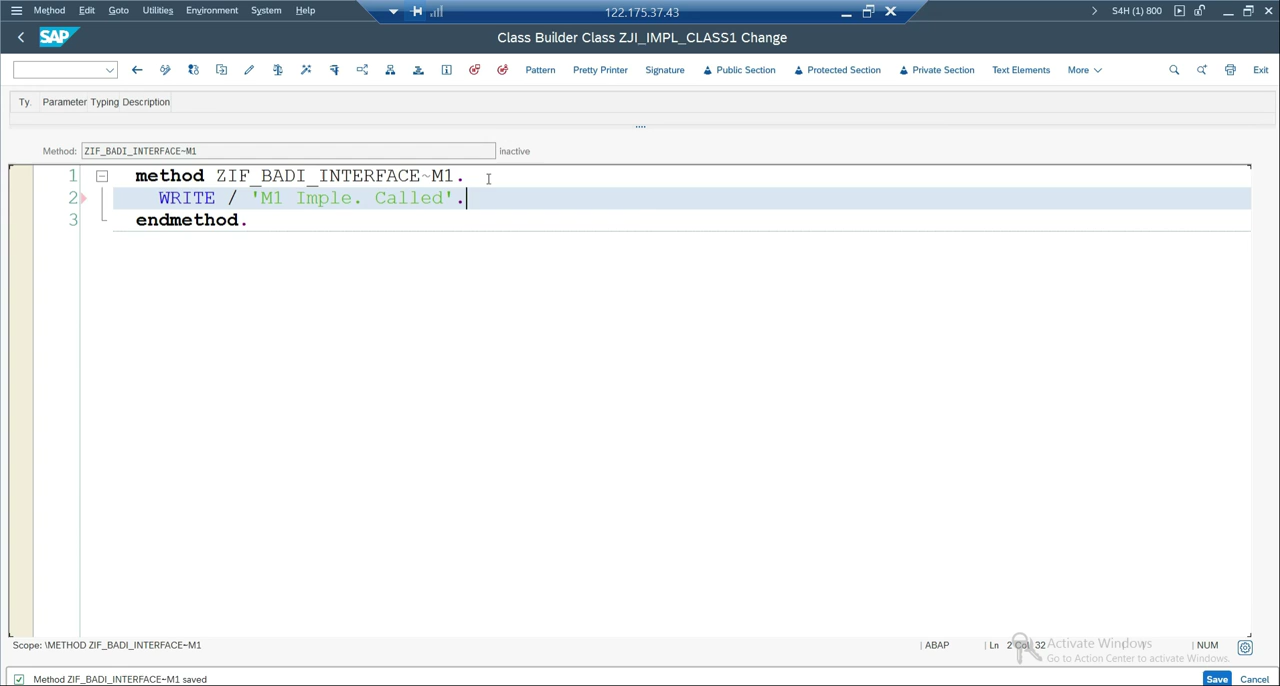 Method Edit Goto Utilities Environment System Help 122.175.37.43 S4H (1) 800
SAP Class Builder Class ZJI_IMPL_CLASS1 Change
Pattern Pretty Printer Signature Public Section Protected Section Private Section Text Elements More Exit
Ty. Parameter Typing Description
Method: ZIF_BADI_INTERFACE~M1 inactive
1 method ZIF_BADI_INTERFACE~M1.
2 WRITE / 'M1 Imple. Called'.
3 endmethod.
Scope: \METHOD ZIF_BADI_INTERFACE~M1 | ABAP | Ln 2 Col 32 | NUM
Activate Windows
Go to Action Center to activate Windows.
Method ZIF_BADI_INTERFACE~M1 saved Save Cancel